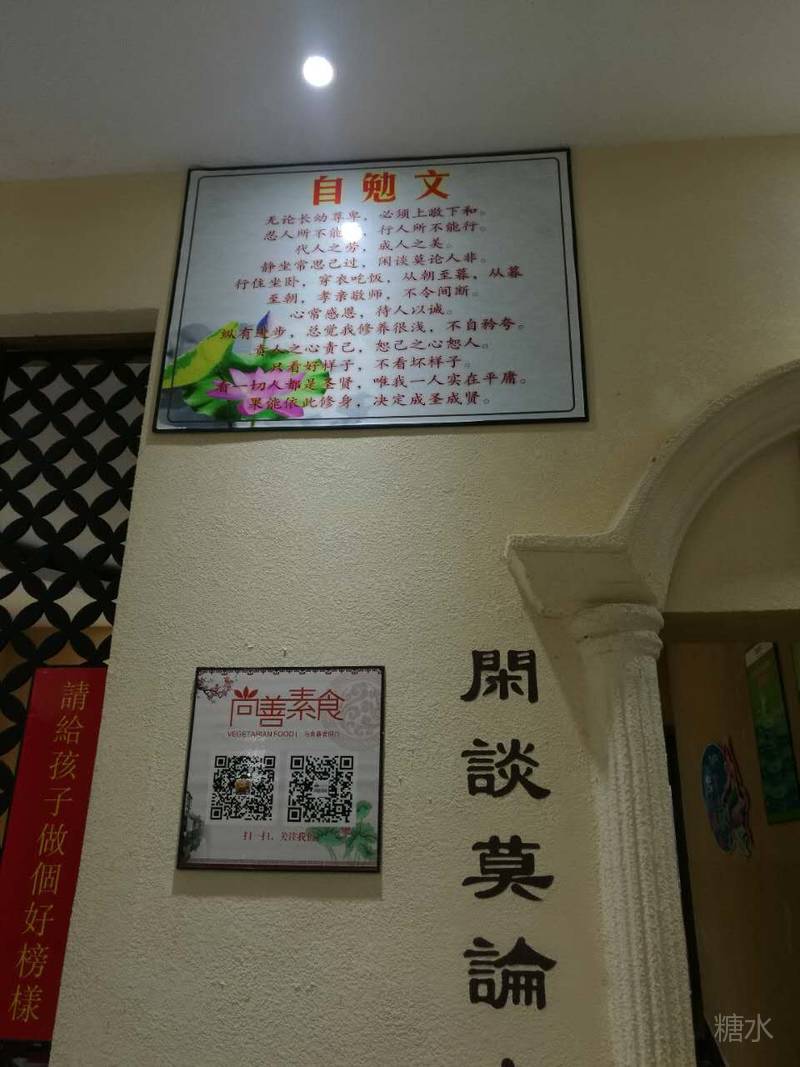 自勉文
无论长幼尊卑，必须上敬下和。
忍人所不能，行人所不能行。
代人之劳，成人之美。
静坐常思己过，闲谈莫论人非。
行住坐卧，穿衣吃饭，从朝至暮，从暮
至朝，孝亲敬师，不令间断。
心常感恩，待人以诚。
纵有进步，总觉我修养很浅，不自矜夸。
责人之心责己，恕己之心恕人。
只看好样子，不看坏样子。
看一切人都是圣贤，唯我一人实在平庸。
果能依此修身，决定成圣成贤。
請給孩子做個好榜樣
尚善素食
VEGETARIAN FOOD
扫一扫，关注我们
閑談莫論
糖水